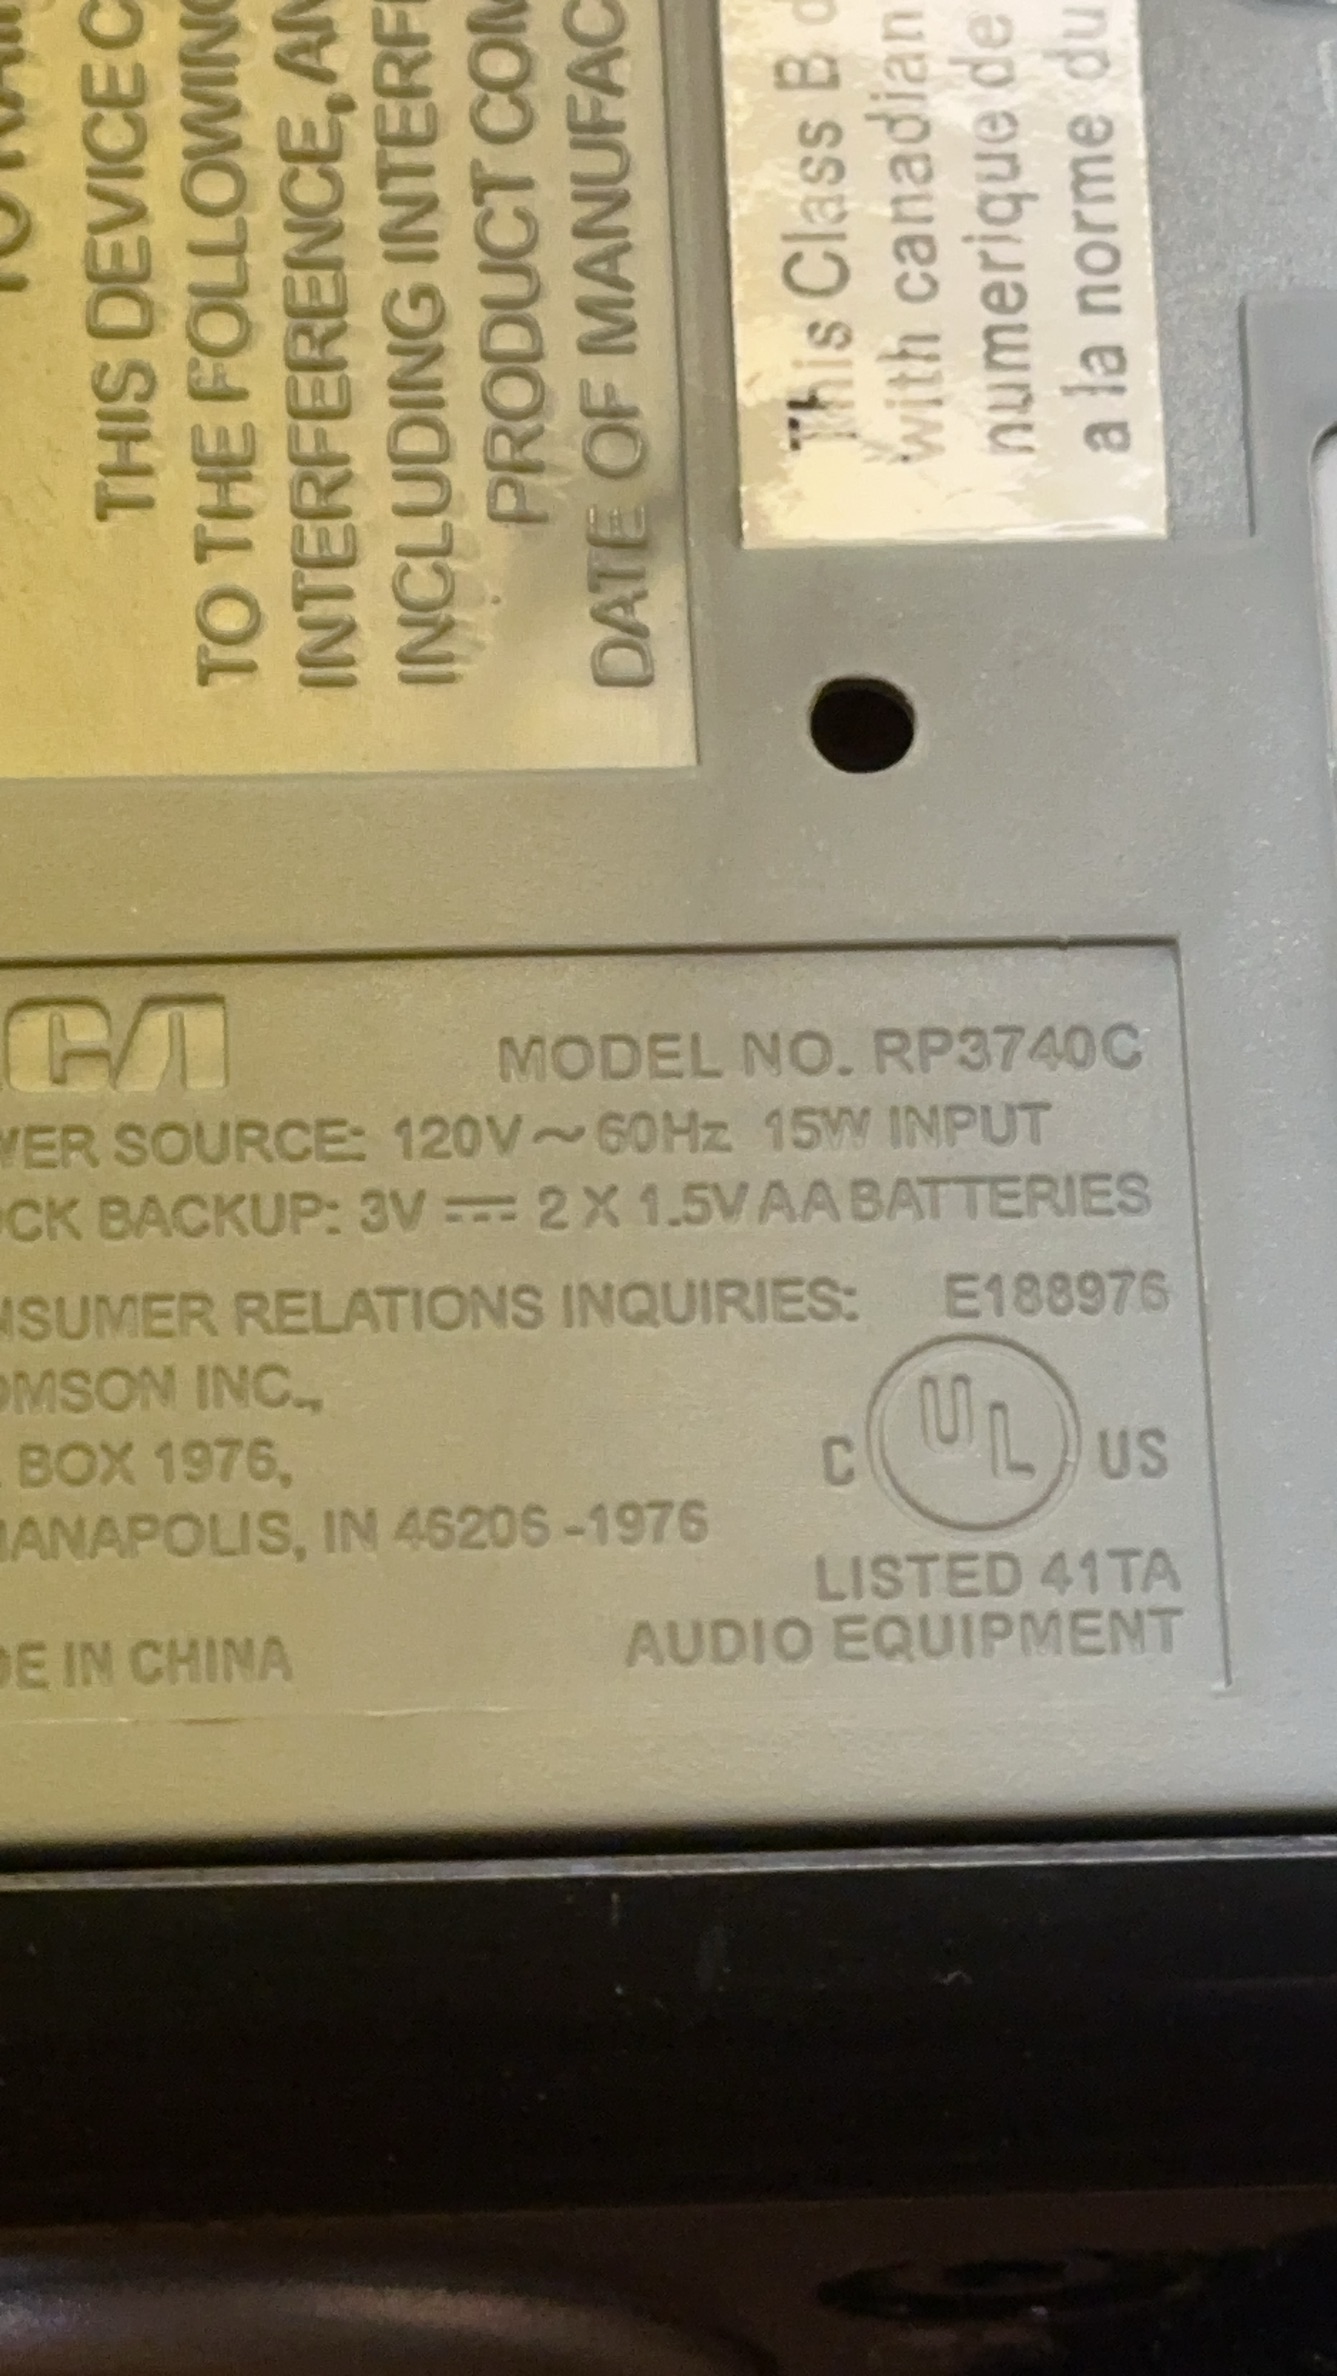 THIS DEVICE C
TO THE FOLLOWING
INTERFERENCE, AN
INCLUDING INTERF
PRODUCT COM
DATE OF MANUFAC
This Class B d
with canadian
numerique de
a la norme du
RCA
MODEL NO. RP3740C
WER SOURCE: 120V~60Hz 15W INPUT
OCK BACKUP: 3V ⎓ 2 X 1.5V AA BATTERIES
NSUMER RELATIONS INQUIRIES: E188976
OMSON INC.,
BOX 1976,
C UL US
IANAPOLIS, IN 46206-1976
LISTED 41TA
AUDIO EQUIPMENT
DE IN CHINA